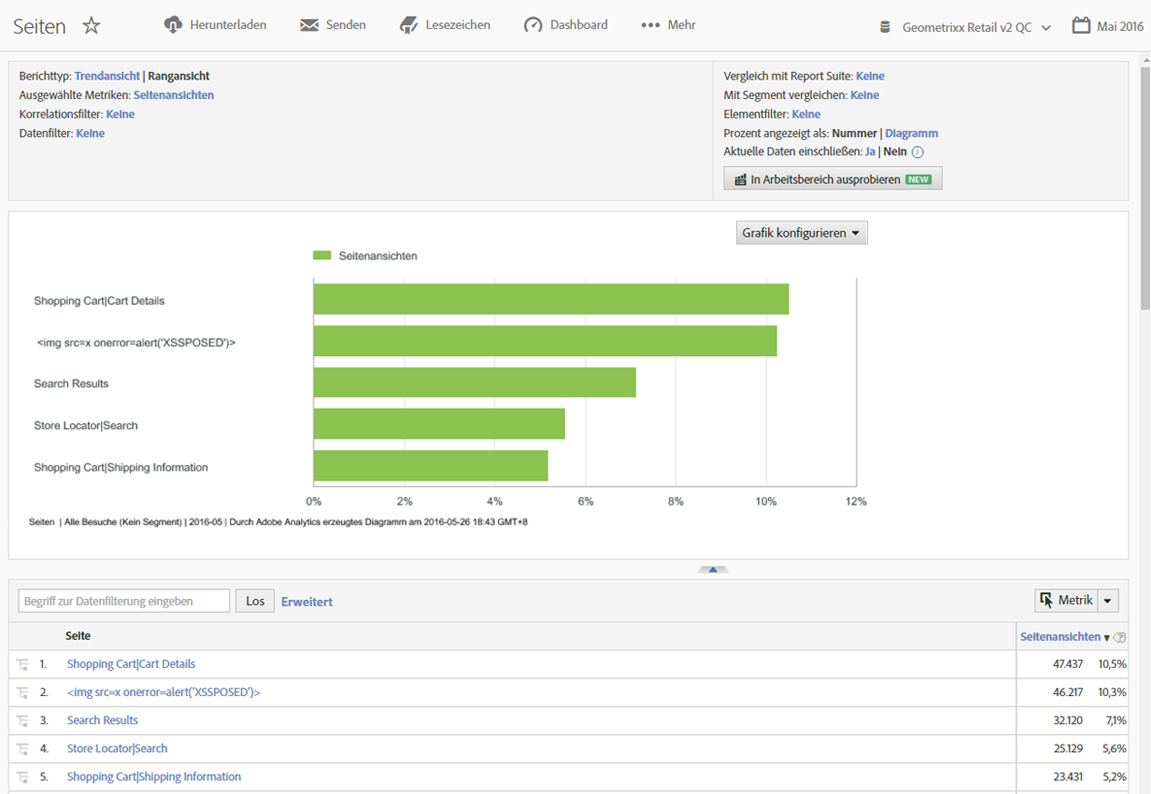 Seiten Herunterladen Senden Lesezeichen Dashboard Mehr Geometrixx Retail v2 QC Mai 2016
Berichttyp: Trendansicht | Rangansicht
Ausgewählte Metriken: Seitenansichten
Korrelationsfilter: Keine
Datenfilter: Keine
Vergleich mit Report Suite: Keine
Mit Segment vergleichen: Keine
Elementfilter: Keine
Prozent angezeigt als: Nummer | Diagramm
Aktuelle Daten einschließen: Ja | Nein
In Arbeitsbereich ausprobieren NEW
Grafik konfigurieren
Seitenansichten
Shopping Cart|Cart Details
<img src=x onerror=alert('XSSPOSED')>
Search Results
Store Locator|Search
Shopping Cart|Shipping Information
0% 2% 4% 6% 8% 10% 12%
Seiten | Alle Besuche (Kein Segment) | 2016-05 | Durch Adobe Analytics erzeugtes Diagramm am 2016-05-26 18:43 GMT+8
Begriff zur Datenfilterung eingeben Los Erweitert Metrik
Seite Seitenansichten
1. Shopping Cart|Cart Details 47.437 10,5%
2. <img src=x onerror=alert('XSSPOSED')> 46.217 10,3%
3. Search Results 32.120 7,1%
4. Store Locator|Search 25.129 5,6%
5. Shopping Cart|Shipping Information 23.431 5,2%